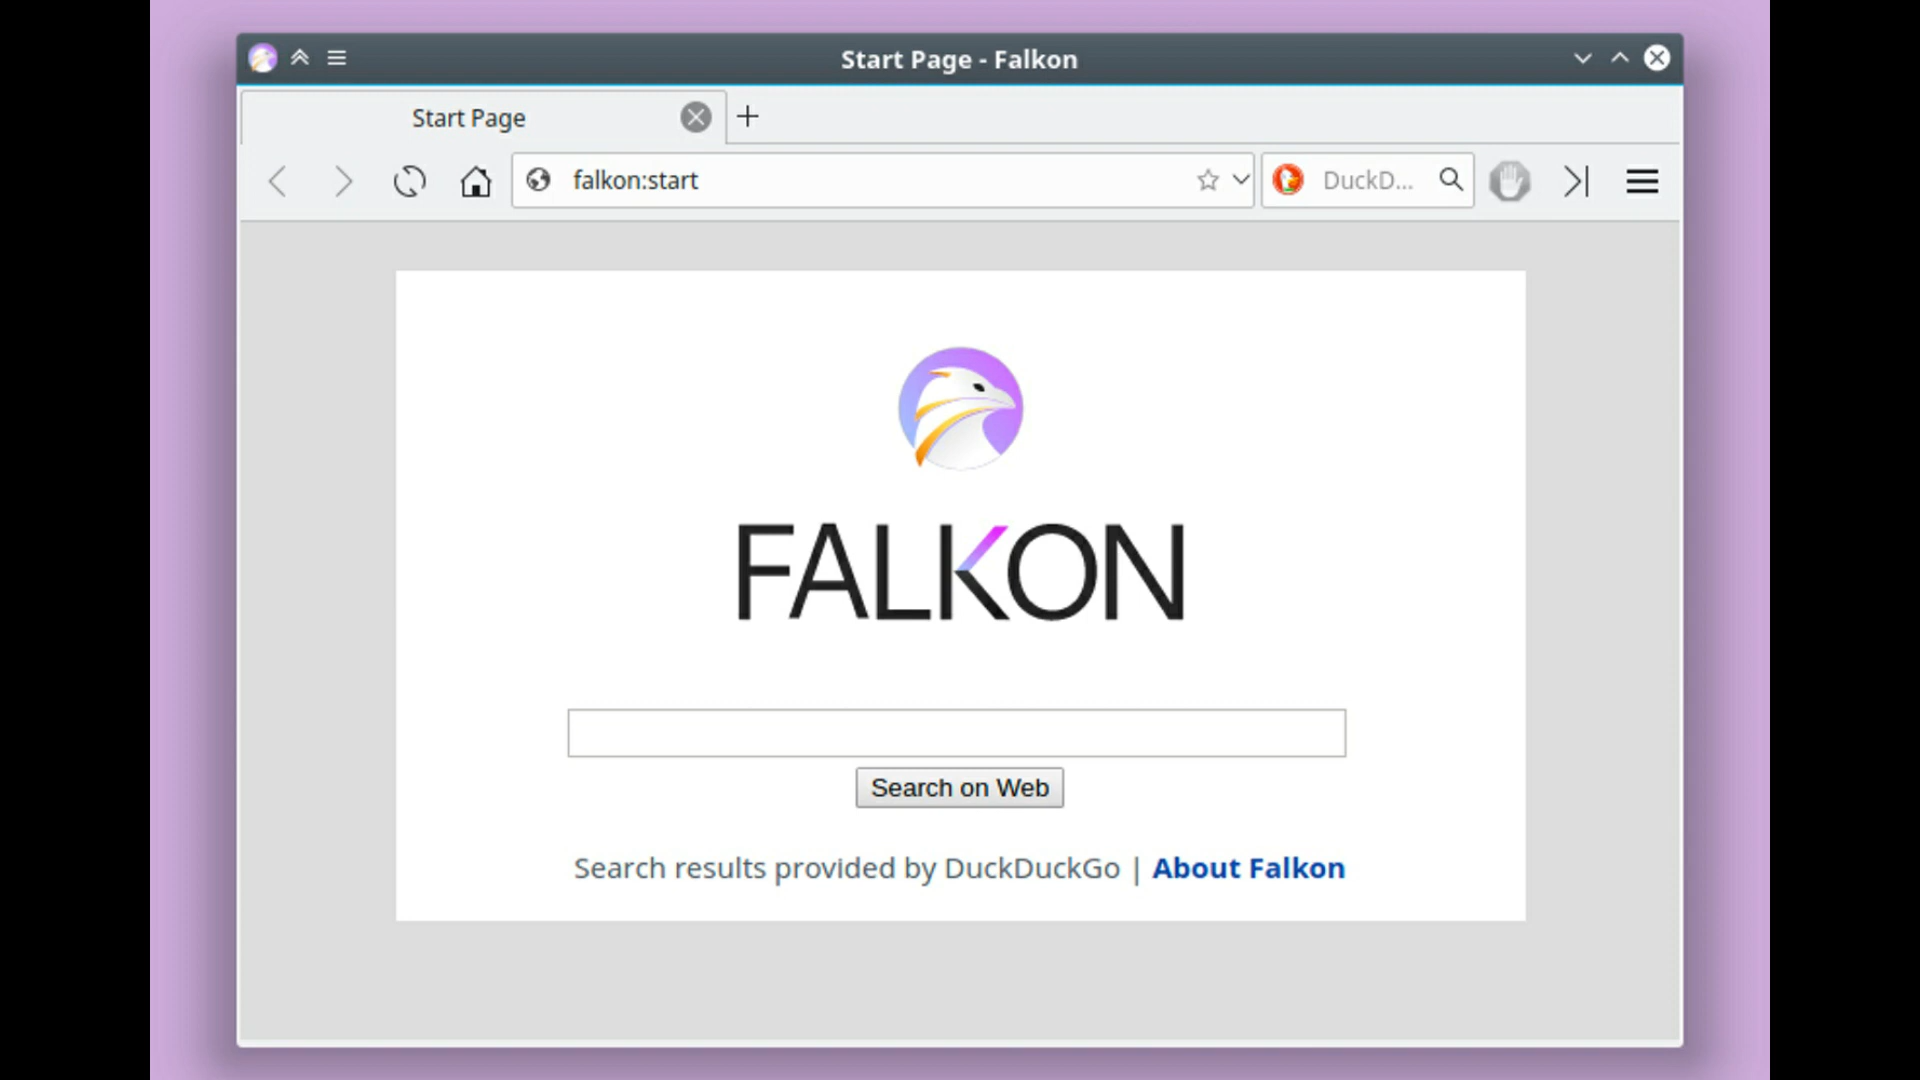 Start Page - Falkon
Start Page
falkon:start
DuckD...
FALKON
Search on Web
Search results provided by DuckDuckGo | About Falkon